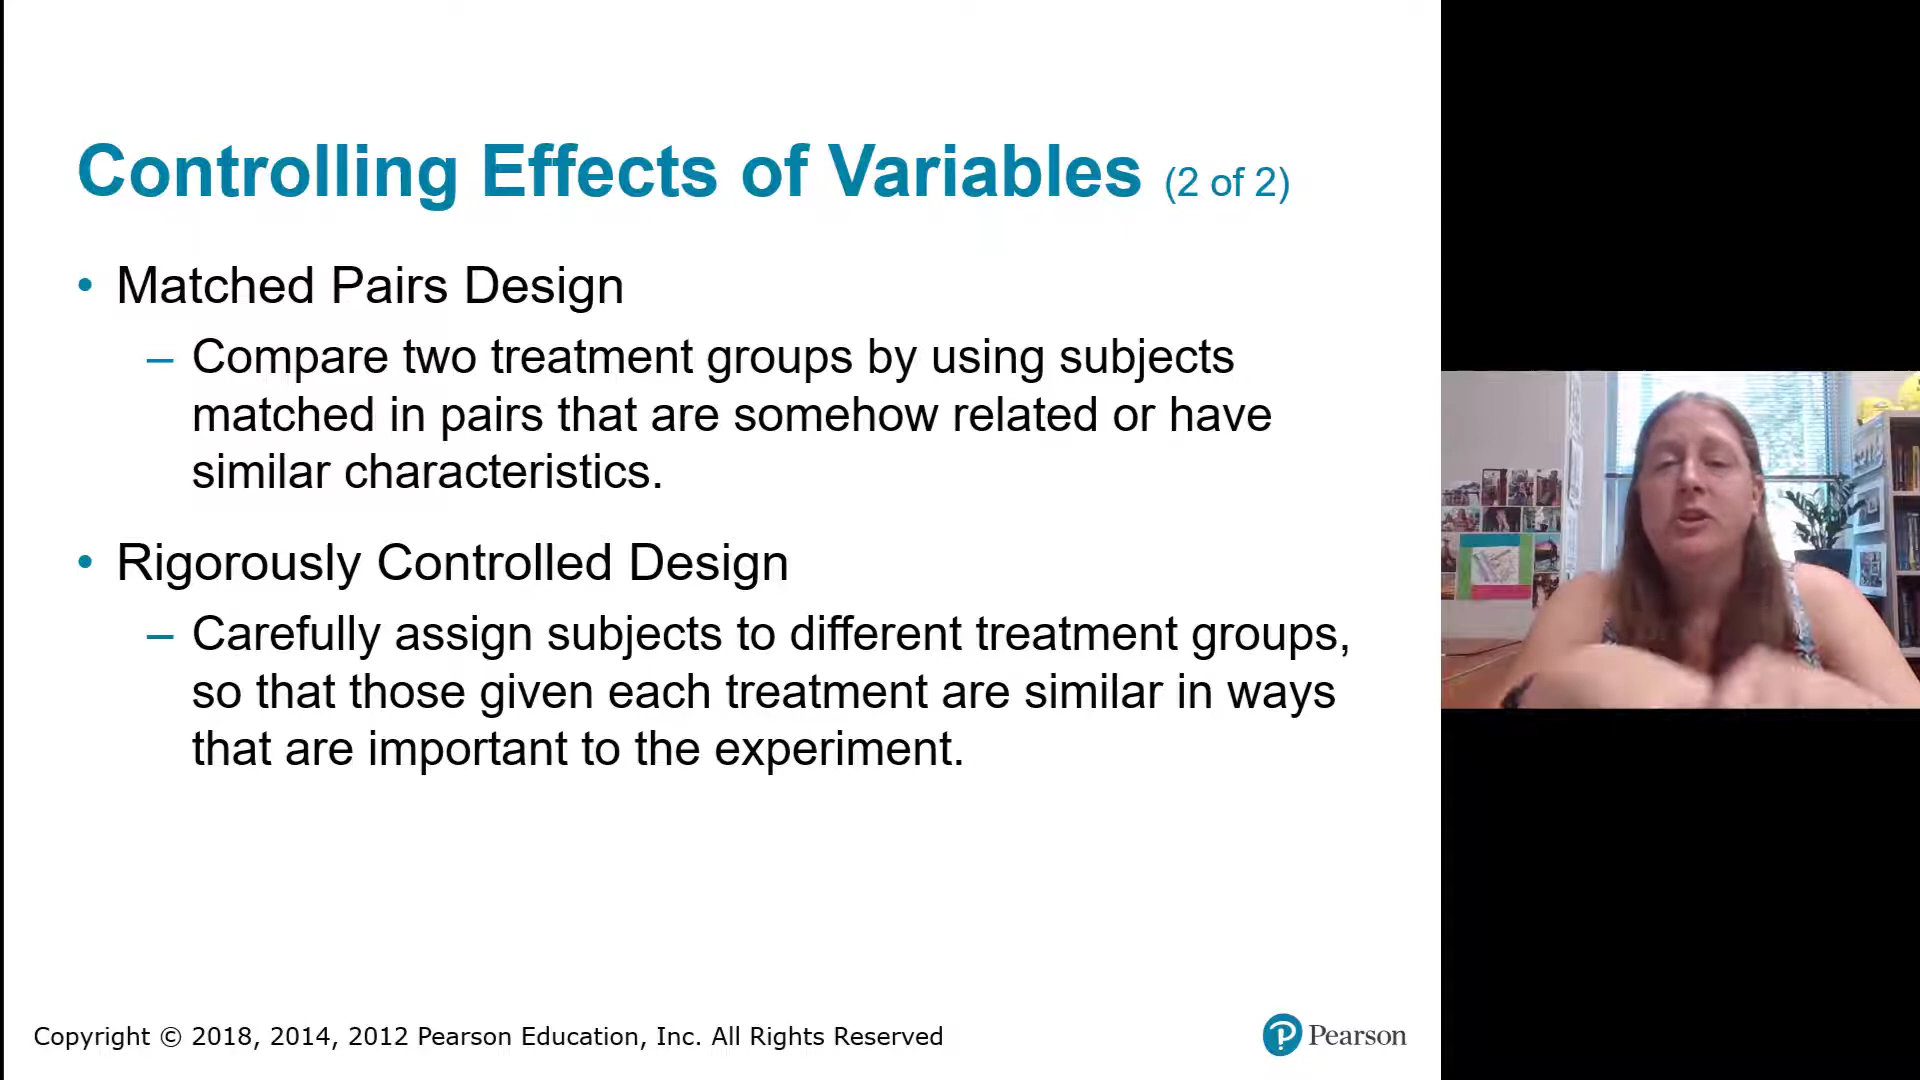 Controlling Effects of Variables (2 of 2)
• Matched Pairs Design
– Compare two treatment groups by using subjects
matched in pairs that are somehow related or have
similar characteristics.
• Rigorously Controlled Design
– Carefully assign subjects to different treatment groups,
so that those given each treatment are similar in ways
that are important to the experiment.
Copyright © 2018, 2014, 2012 Pearson Education, Inc. All Rights Reserved
Pearson